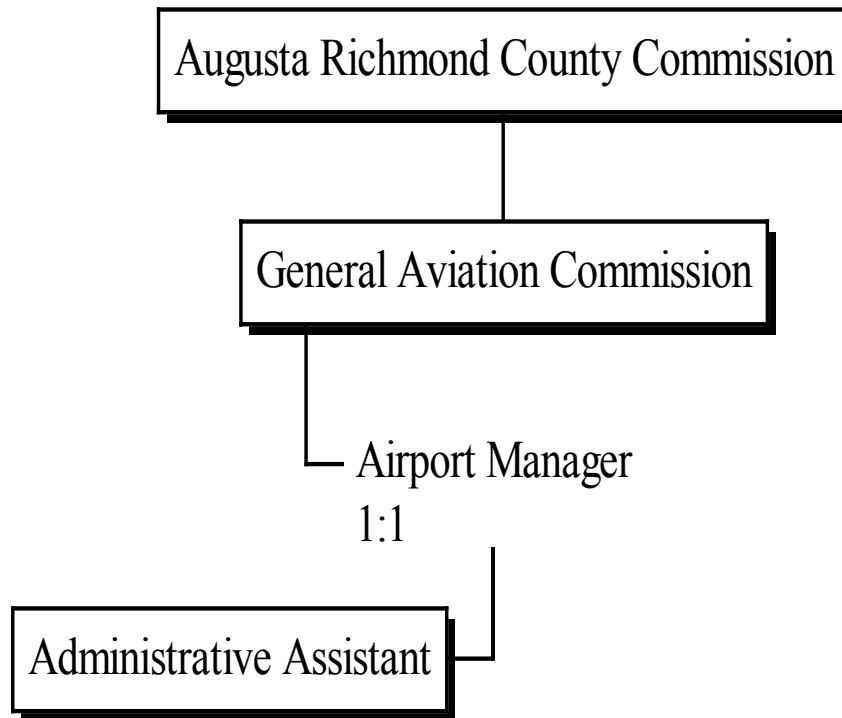 Augusta Richmond County Commission
General Aviation Commission
Airport Manager
1:1
Administrative Assistant